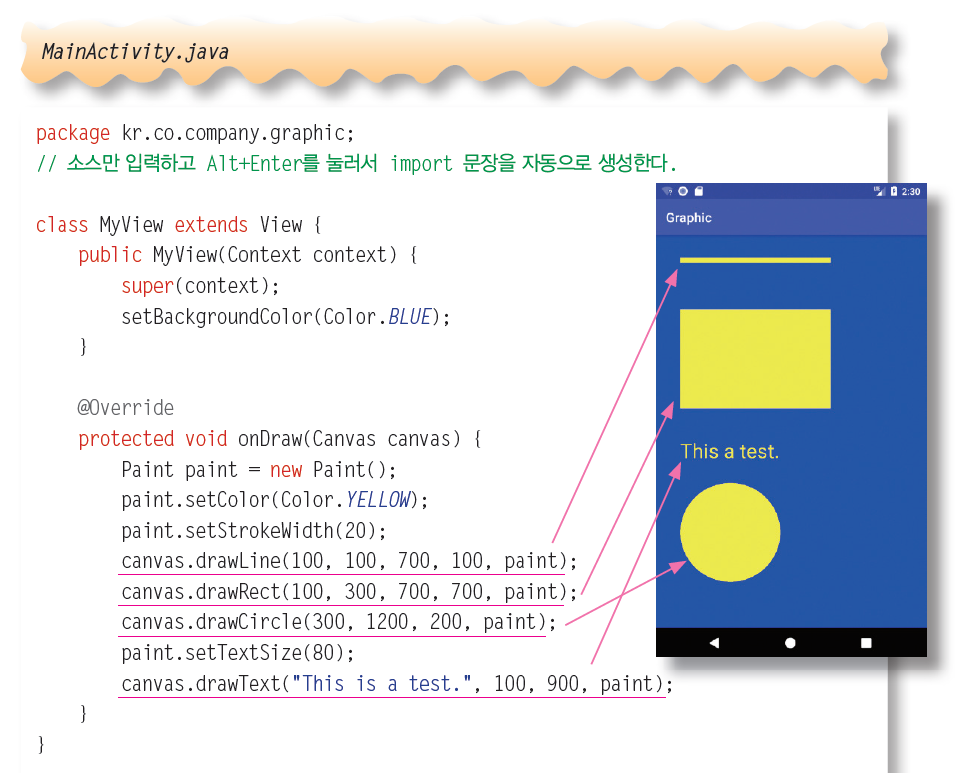 MainActivity.java
package kr.co.company.graphic;
// 소스만 입력하고 Alt+Enter를 눌러서 import 문장을 자동으로 생성한다.
class MyView extends View {
public MyView(Context context) {
super(context);
setBackgroundColor(Color.BLUE);
}
@Override
protected void onDraw(Canvas canvas) {
Paint paint = new Paint();
paint.setColor(Color.YELLOW);
paint.setStrokeWidth(20);
canvas.drawLine(100, 100, 700, 100, paint);
canvas.drawRect(100, 300, 700, 700, paint);
canvas.drawCircle(300, 1200, 200, paint);
paint.setTextSize(80);
canvas.drawText("This is a test.", 100, 900, paint);
}
}
2:30
Graphic
This a test.